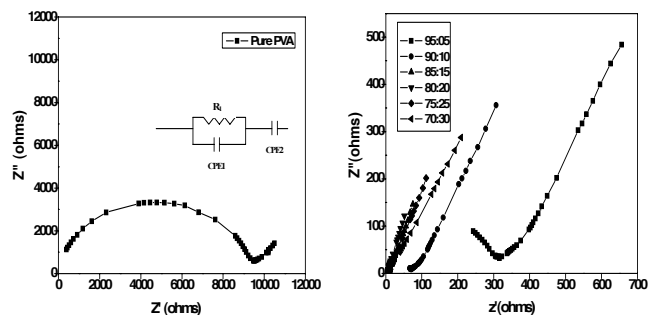 12000
10000
8000
6000
4000
2000
0
Z" (ohms)
Pure PVA
R₁
CPE1
CPE2
0 2000 4000 6000 8000 10000 12000
Z' (ohms)
500
400
300
200
100
0
Z"(ohms)
95:05
90:10
85:15
80:20
75:25
70:30
0 100 200 300 400 500 600 700
z'(ohms)